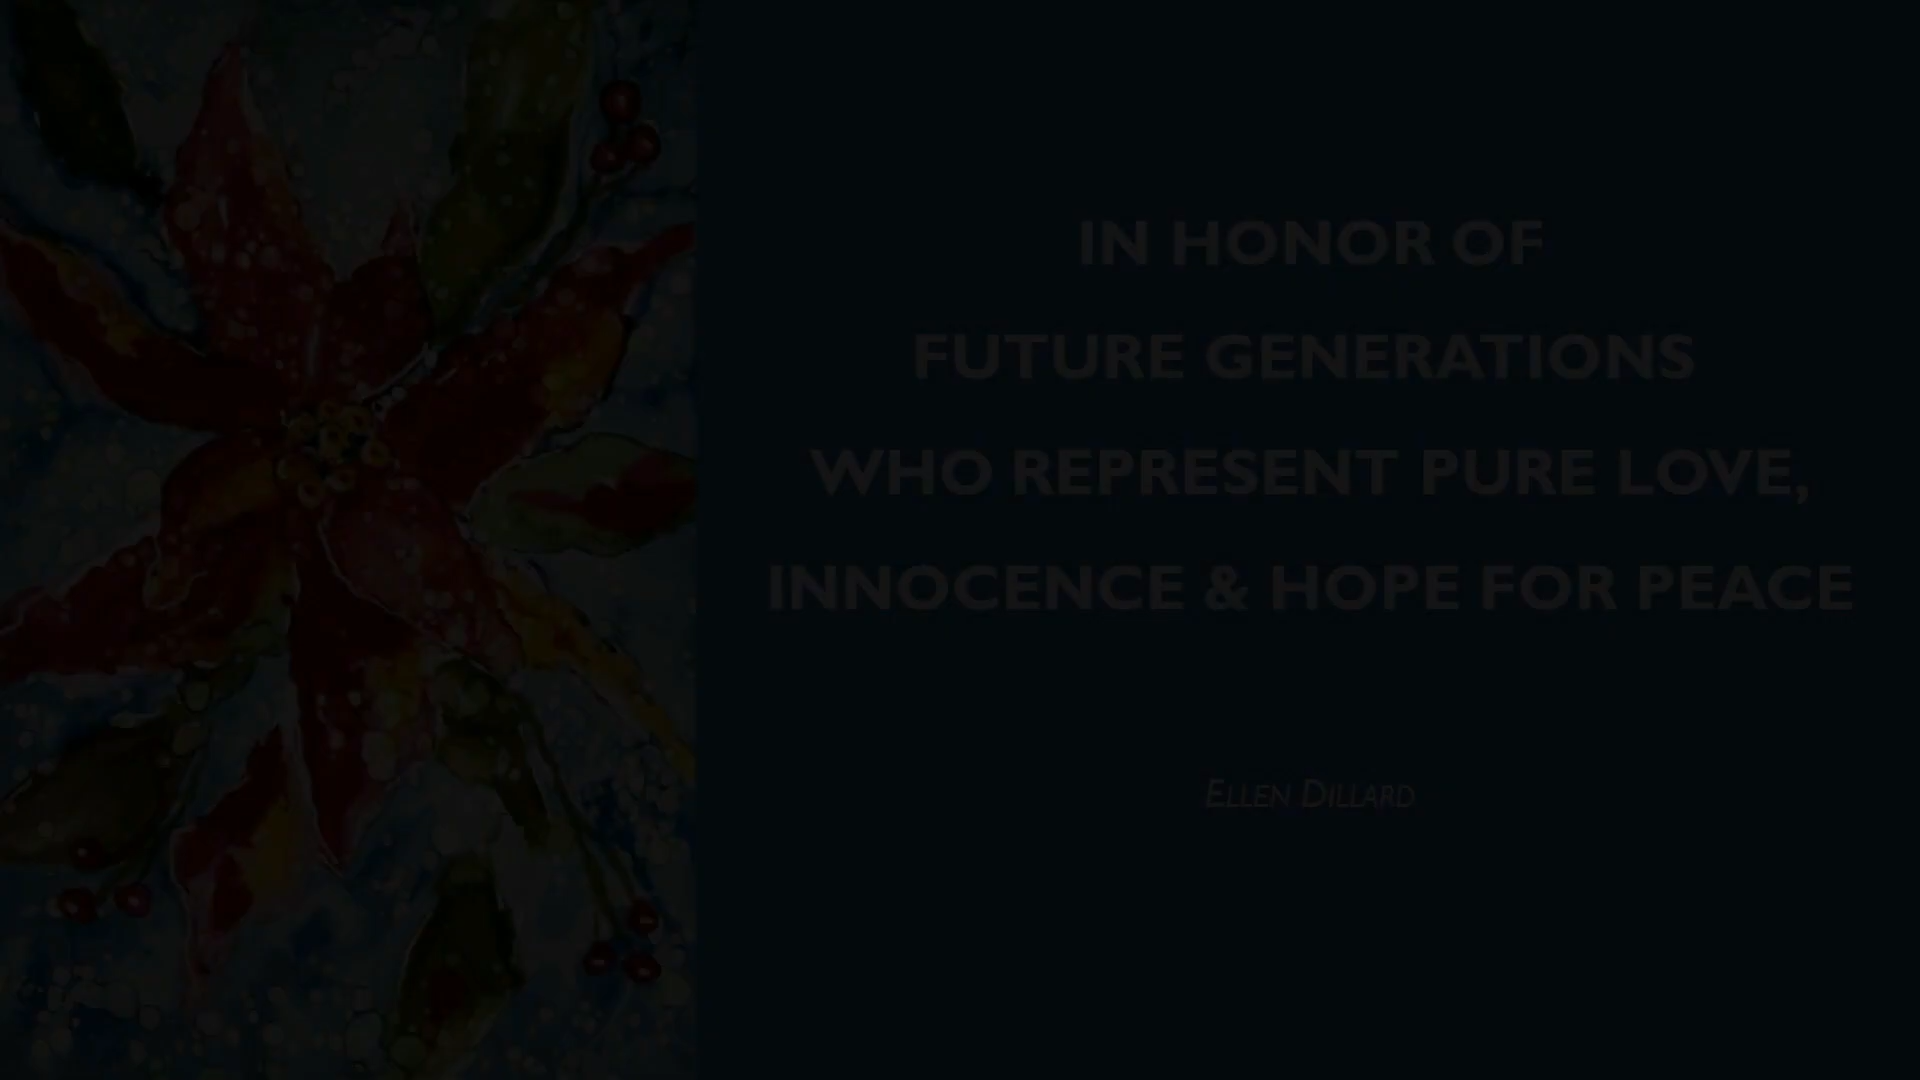 IN HONOR OF
FUTURE GENERATIONS
WHO REPRESENT PURE LOVE,
INNOCENCE & HOPE FOR PEACE
ELLEN DILLARD